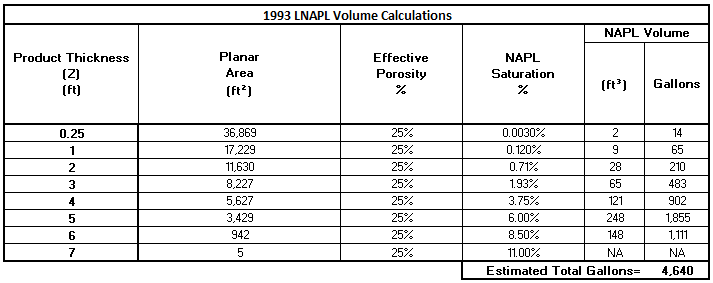 1993 LNAPL Volume Calculations
Product Thickness (Z) (ft) Planar Area (ft²) Effective Porosity % NAPL Saturation % NAPL Volume (ft³) Gallons
0.25 36,869 25% 0.0030% 2 14
1 17,229 25% 0.120% 9 65
2 11,630 25% 0.71% 28 210
3 8,227 25% 1.93% 65 483
4 5,627 25% 3.75% 121 902
5 3,429 25% 6.00% 248 1,855
6 942 25% 8.50% 148 1,111
7 5 25% 11.00% NA NA
Estimated Total Gallons= 4,640